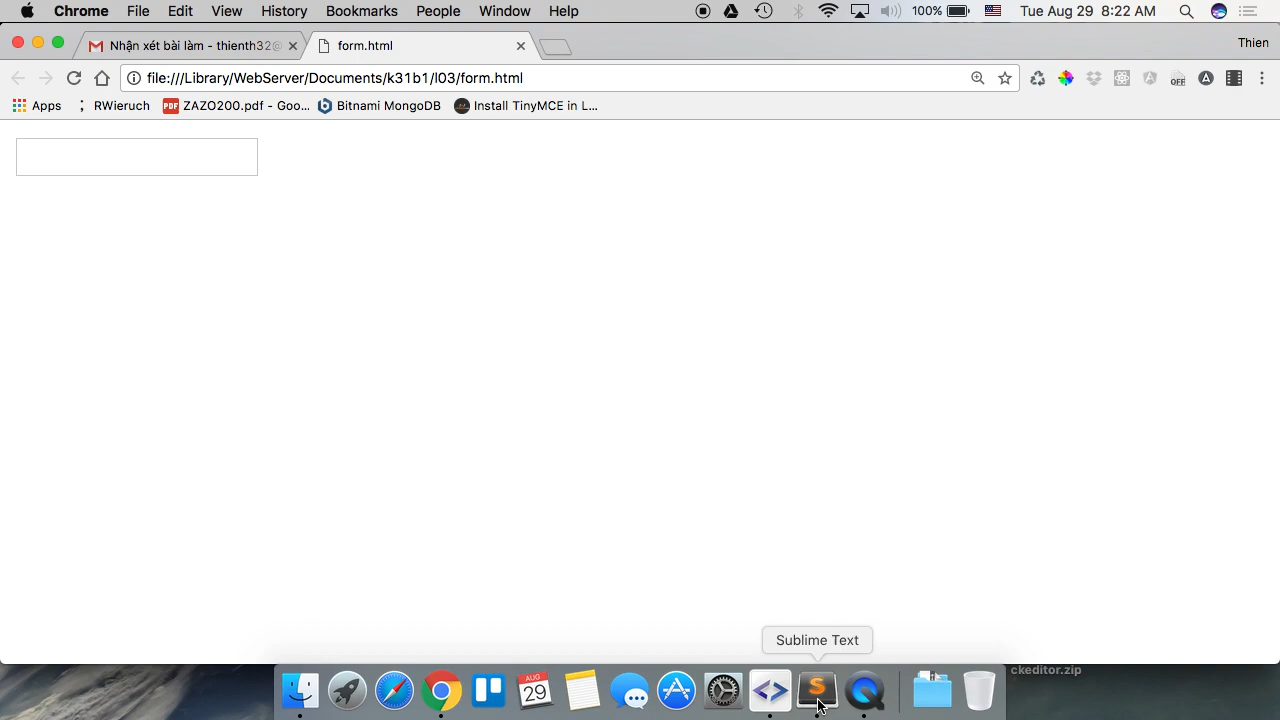 Chrome File Edit View History Bookmarks People Window Help 100% Tue Aug 29 8:22 AM
Nhận xét bài làm - thienth32@ form.html Thien
file:///Library/WebServer/Documents/k31b1/l03/form.html OFF A
Apps RWieruch PDF ZAZO200.pdf - Goo... Bitnami MongoDB Install TinyMCE in L...
Sublime Text
ckeditor.zip
AUG
29